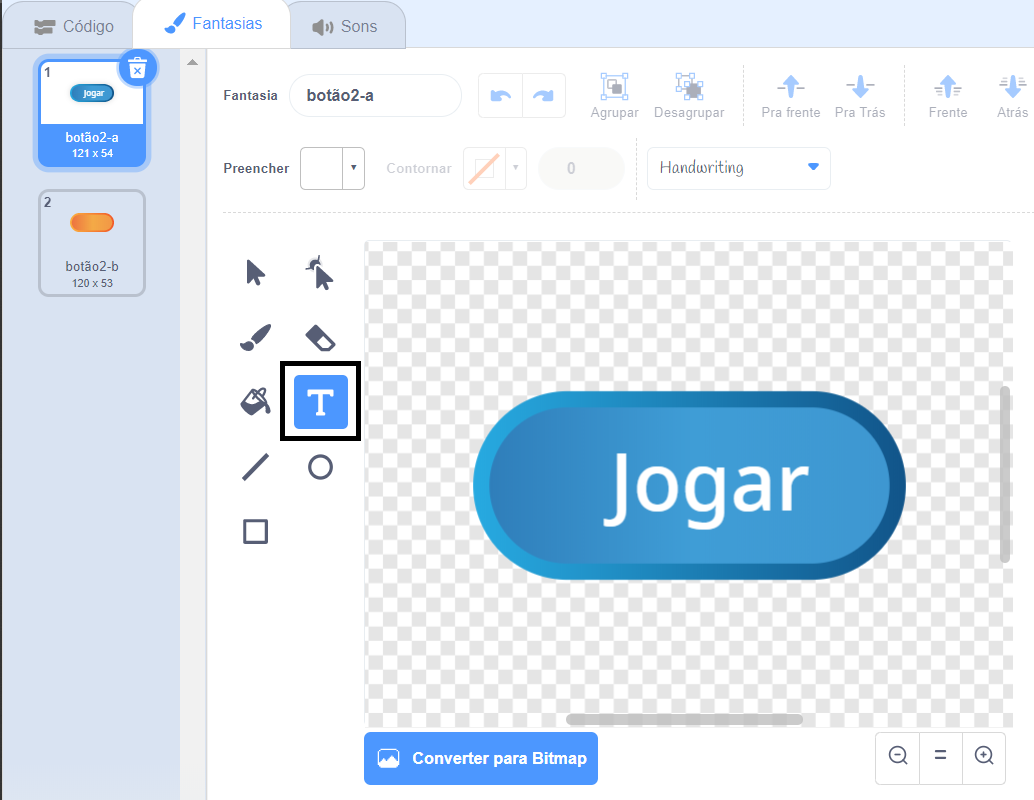 Código
Fantasias
Sons
1
Jogar
botão2-a
121 x 54
2
botão2-b
120 x 53
Fantasia
botão2-a
Agrupar
Desagrupar
Pra frente
Pra Trás
Frente
Atrás
Preencher
Contornar
0
Handwriting
T
Jogar
Converter para Bitmap